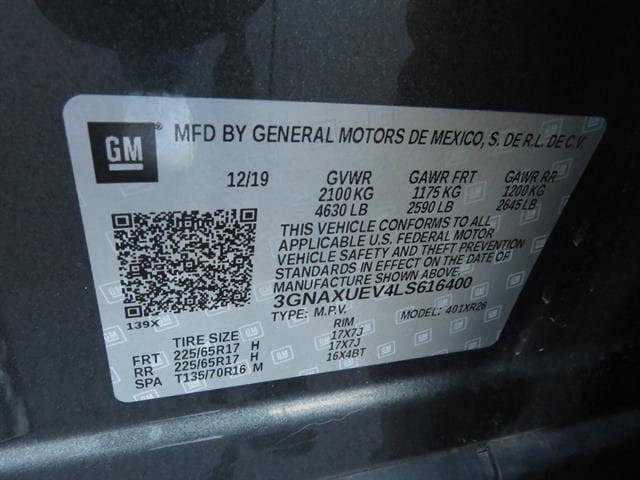 GM
MFD BY GENERAL MOTORS DE MEXICO, S. DE R.L. DE C.V.
12/19 GVWR GAWR FRT GAWR RR
2100 KG 1175 KG 1200 KG
4630 LB 2590 LB 2645 LB
THIS VEHICLE CONFORMS TO ALL
APPLICABLE U.S. FEDERAL MOTOR
VEHICLE SAFETY AND THEFT PREVENTION
STANDARDS IN EFFECT ON THE DATE OF
MANUFACTURE SHOWN ABOVE.
3GNAXUEV4LS616400
139X
TYPE: M.P.V. MODEL: 401XR26
TIRE SIZE RIM
FRT 225/65R17 H 17X7J
RR 225/65R17 H 17X7J
SPA T135/70R16 M 16X4BT